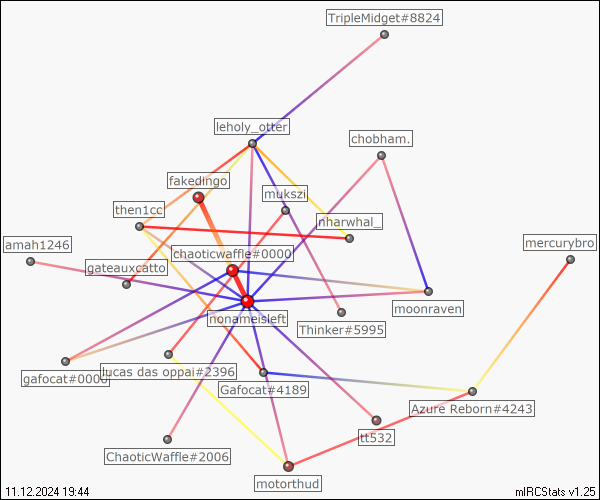 TripleMidget#8824
leholy_otter
chobham.
fakedingo
mukszi
then1cc
nharwhal_
amah1246
chaoticwaffle#0000
mercurybro
gateauxcatto
moonraven
nonameisleft
Thinker#5995
gafocat#0000
lucas das oppai#2396
Gafocat#4189
Azure Reborn#4243
tt532
ChaoticWaffle#2006
motorthud
11.12.2024 19:44
mIRCStats v1.25